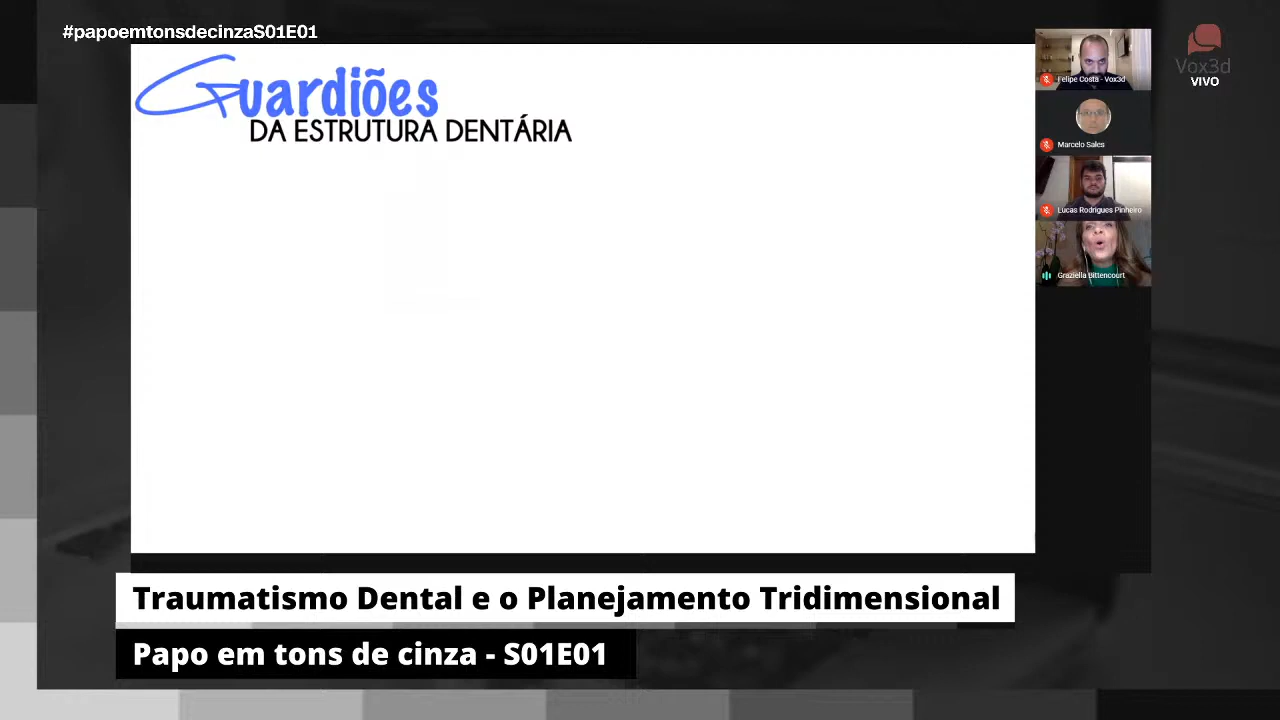 #papoemtonsdecinzaS01E01
Guardiões
DA ESTRUTURA DENTÁRIA
Felipe Costa - Vox3d
Marcelo Sales
Lucas Rodrigues Pinheiro
Graziella Bittencourt
Vox3d
VIVO
Traumatismo Dental e o Planejamento Tridimensional
Papo em tons de cinza - S01E01